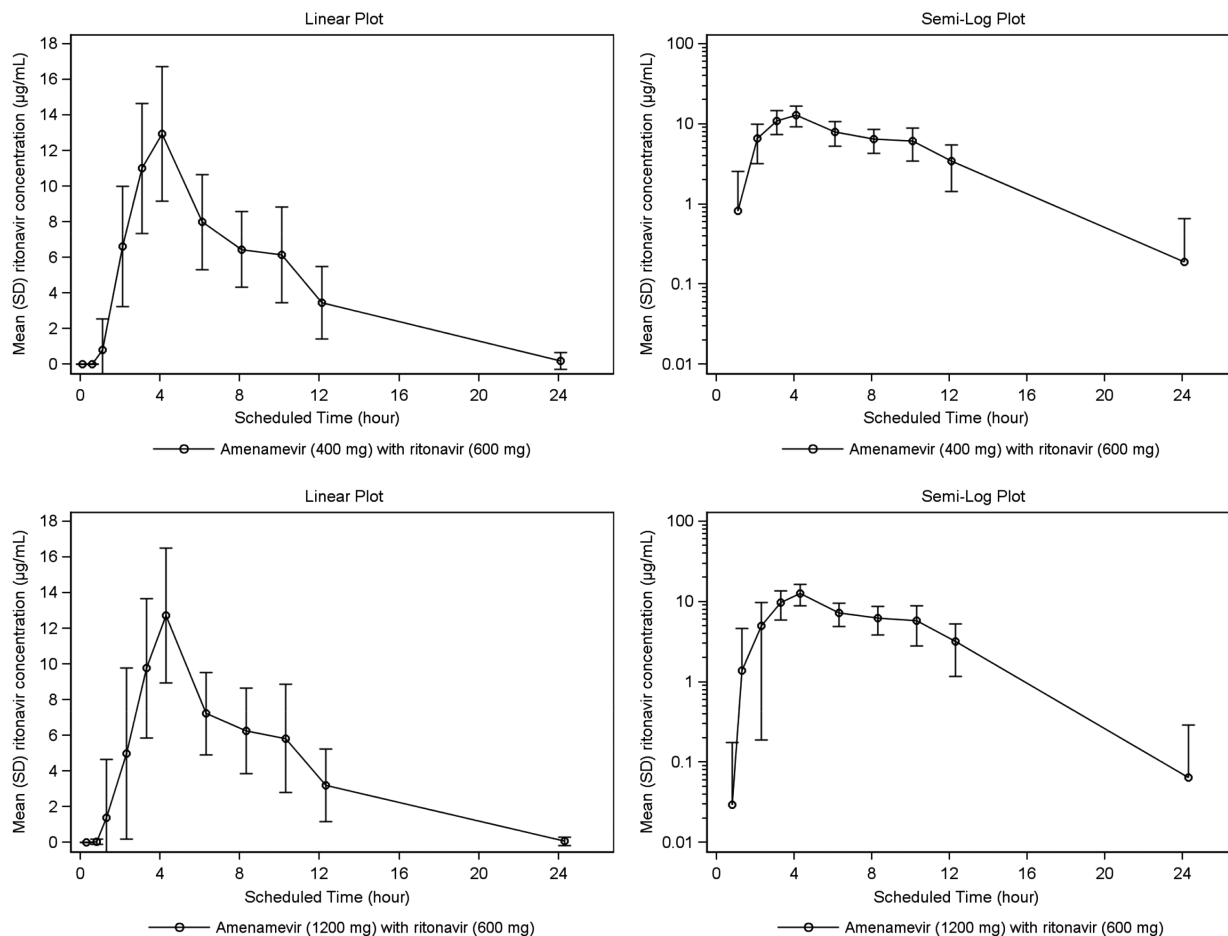 Linear Plot
Mean (SD) ritonavir concentration (µg/mL)
18
16
14
12
10
8
6
4
2
0
0 4 8 12 16 20 24
Scheduled Time (hour)
Amenamevir (400 mg) with ritonavir (600 mg)
Semi-Log Plot
Mean (SD) ritonavir concentration (µg/mL)
100
10
1
0.1
0.01
0 4 8 12 16 20 24
Scheduled Time (hour)
Amenamevir (400 mg) with ritonavir (600 mg)
Linear Plot
Mean (SD) ritonavir concentration (µg/mL)
18
16
14
12
10
8
6
4
2
0
0 4 8 12 16 20 24
Scheduled Time (hour)
Amenamevir (1200 mg) with ritonavir (600 mg)
Semi-Log Plot
Mean (SD) ritonavir concentration (µg/mL)
100
10
1
0.1
0.01
0 4 8 12 16 20 24
Scheduled Time (hour)
Amenamevir (1200 mg) with ritonavir (600 mg)